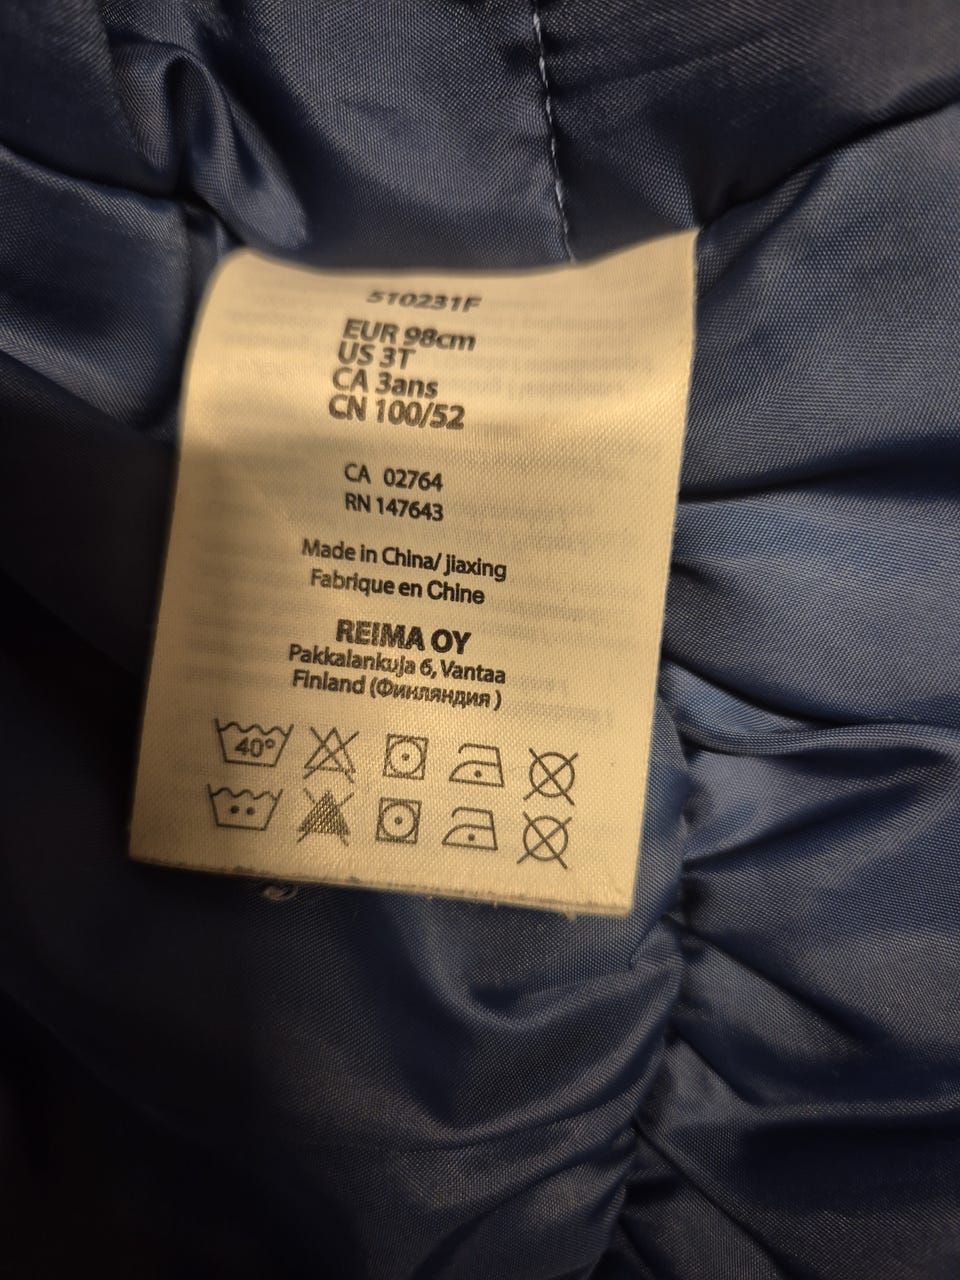 510231F
EUR 98cm
US 3T
CA 3ans
CN 100/52
CA 02764
RN 147643
Made in China/ jiaxing
Fabrique en Chine
REIMA OY
Pakkalankuja 6, Vantaa
Finland (Финляндия )
40°